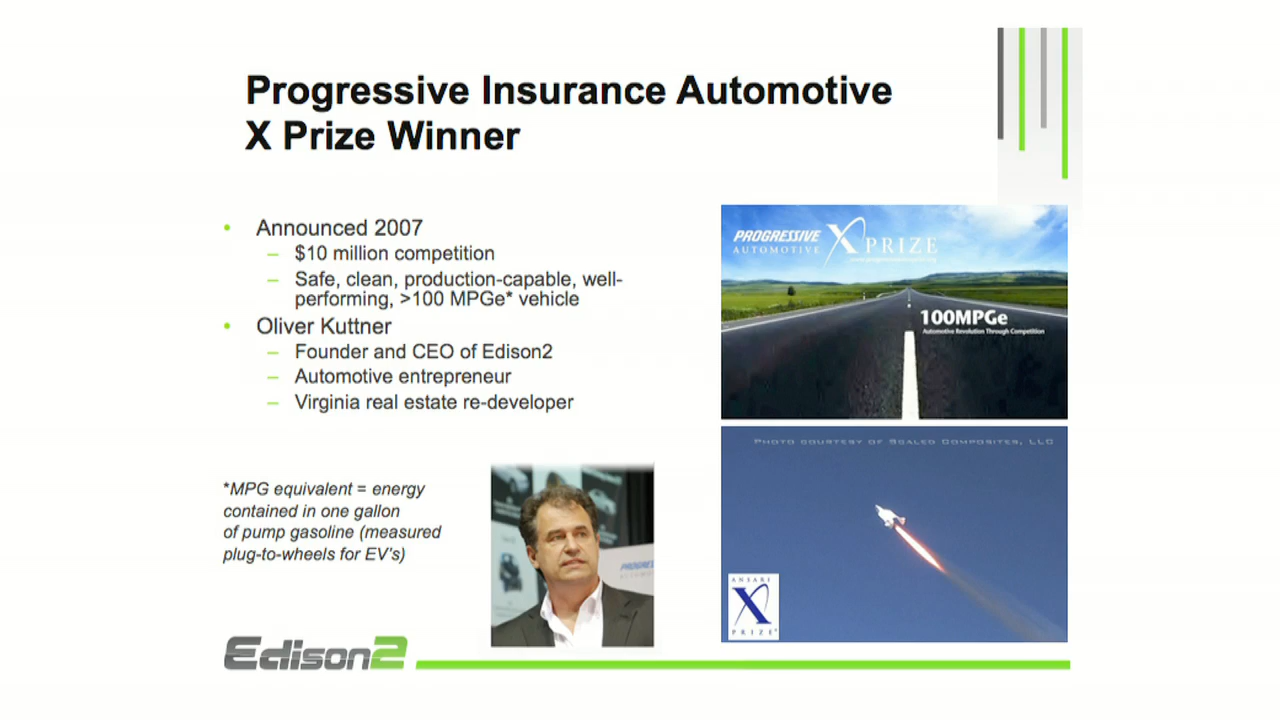 Progressive Insurance Automotive
X Prize Winner
• Announced 2007
– $10 million competition
– Safe, clean, production-capable, well-
performing, >100 MPGe* vehicle
• Oliver Kuttner
– Founder and CEO of Edison2
– Automotive entrepreneur
– Virginia real estate re-developer
*MPG equivalent = energy
contained in one gallon
of pump gasoline (measured
plug-to-wheels for EV's)
PROGRESSIVE
AUTOMOTIVE
X PRIZE
100MPGe
Automotive Revolution Through Competition
PHOTO COURTESY OF SCALED COMPOSITES, LLC
ANSARI
X
PRIZE
Edison2